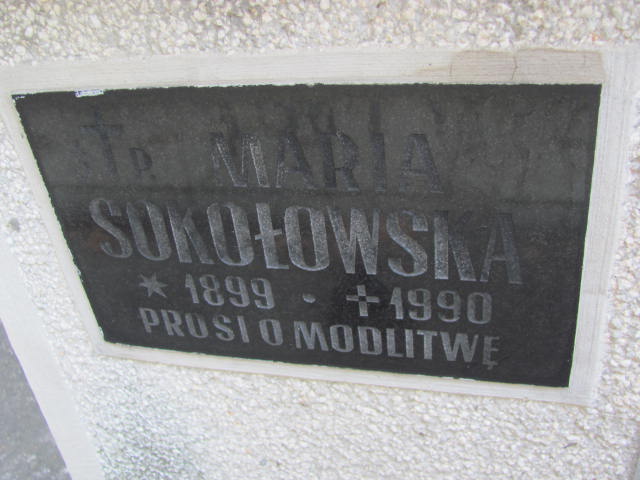 Ś P. MARIA
SOKOŁOWSKA
* 1899 - + 1990
PROSI O MODLITWĘ